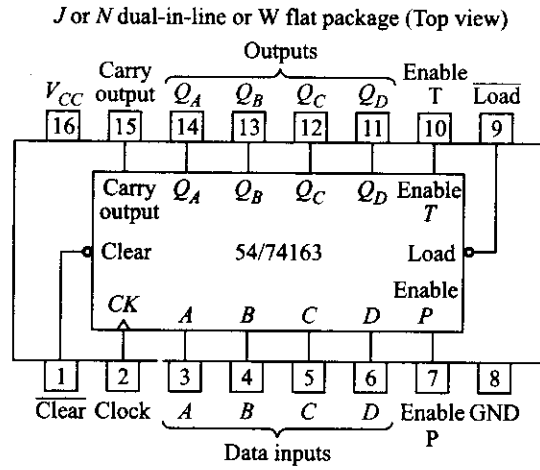 J or N dual-in-line or W flat package (Top view)
Outputs
V_CC Carry output Q_A Q_B Q_C Q_D Enable T L̅o̅a̅d̅
16 15 14 13 12 11 10 9
Carry output Q_A Q_B Q_C Q_D Enable T
Clear 54/74163 Load
Enable
CK A B C D P
1 2 3 4 5 6 7 8
C̅l̅e̅a̅r̅ Clock A B C D Enable P GND
Data inputs